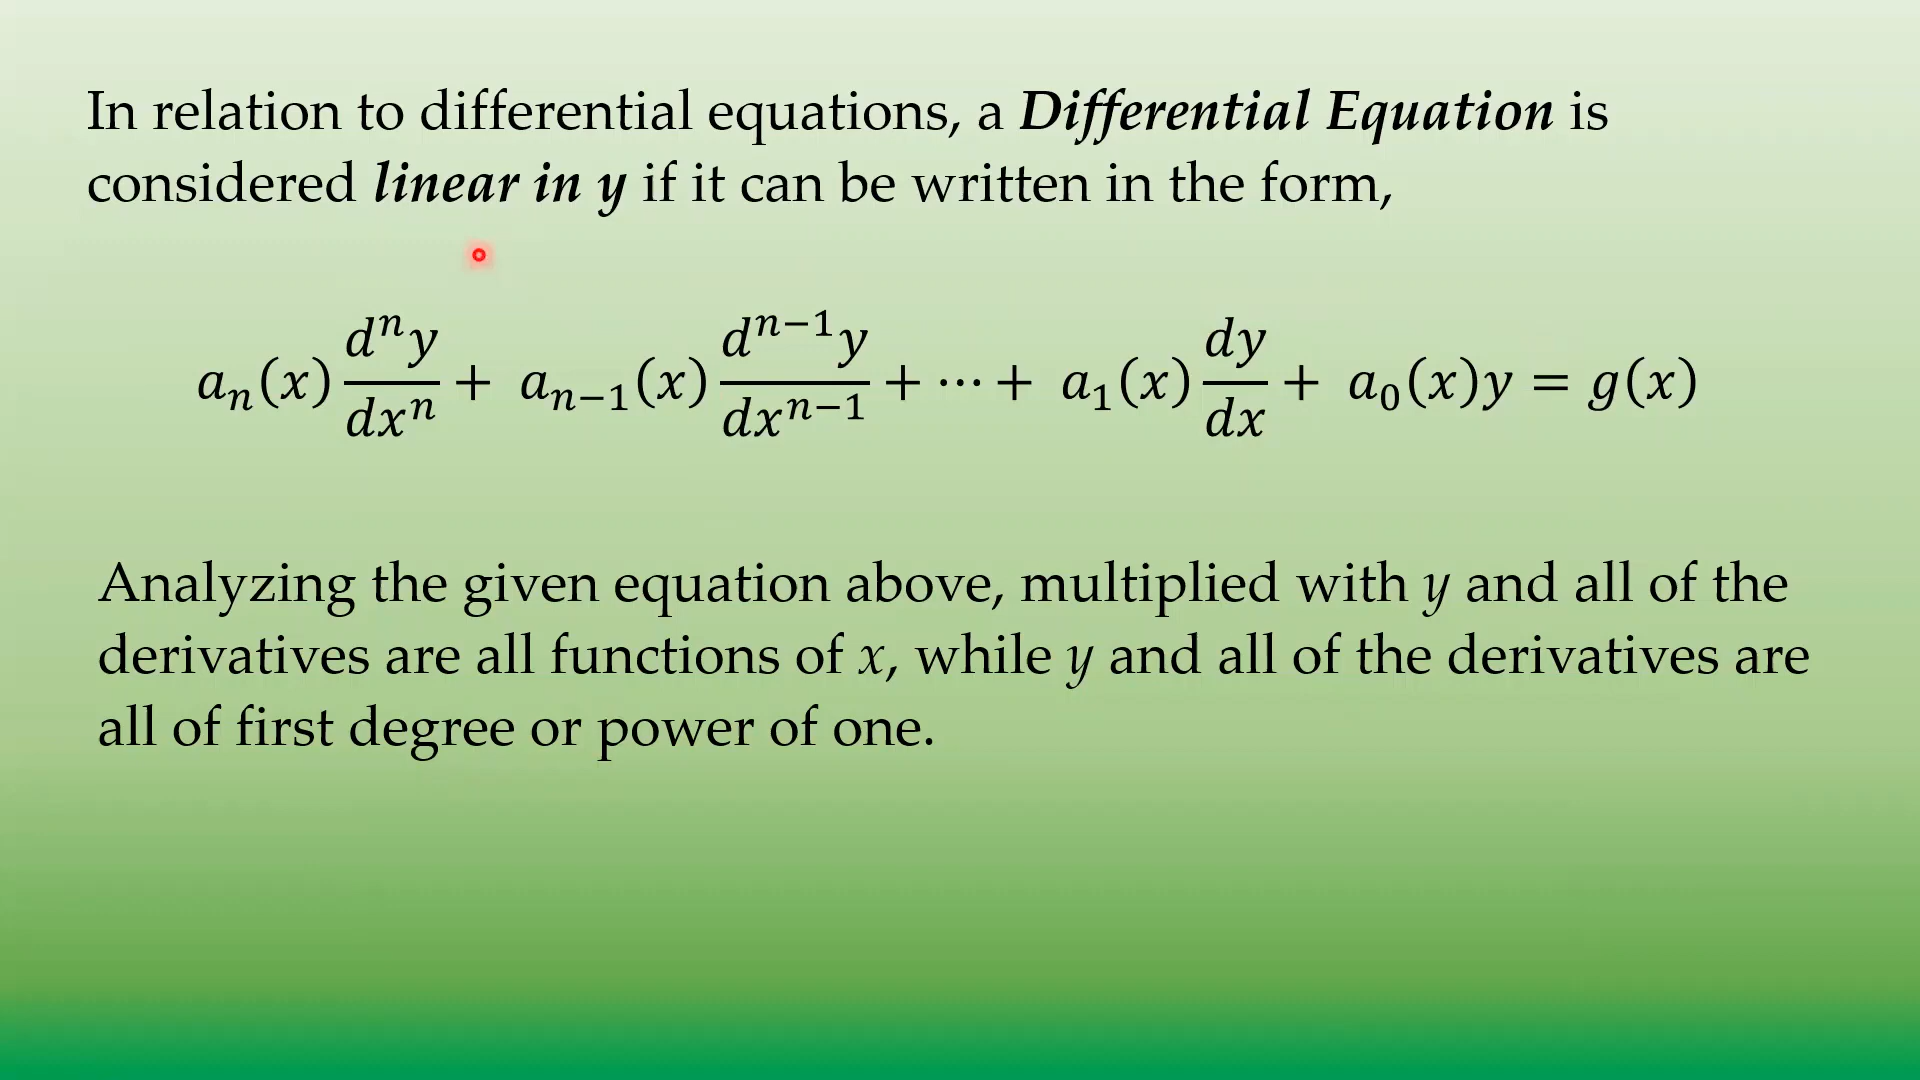 In relation to differential equations, a Differential Equation is
considered linear in y if it can be written in the form,
aₙ(x) dⁿy/dxⁿ + aₙ₋₁(x) dⁿ⁻¹y/dxⁿ⁻¹ + ⋯ + a₁(x) dy/dx + a₀(x)y = g(x)
Analyzing the given equation above, multiplied with y and all of the
derivatives are all functions of x, while y and all of the derivatives are
all of first degree or power of one.